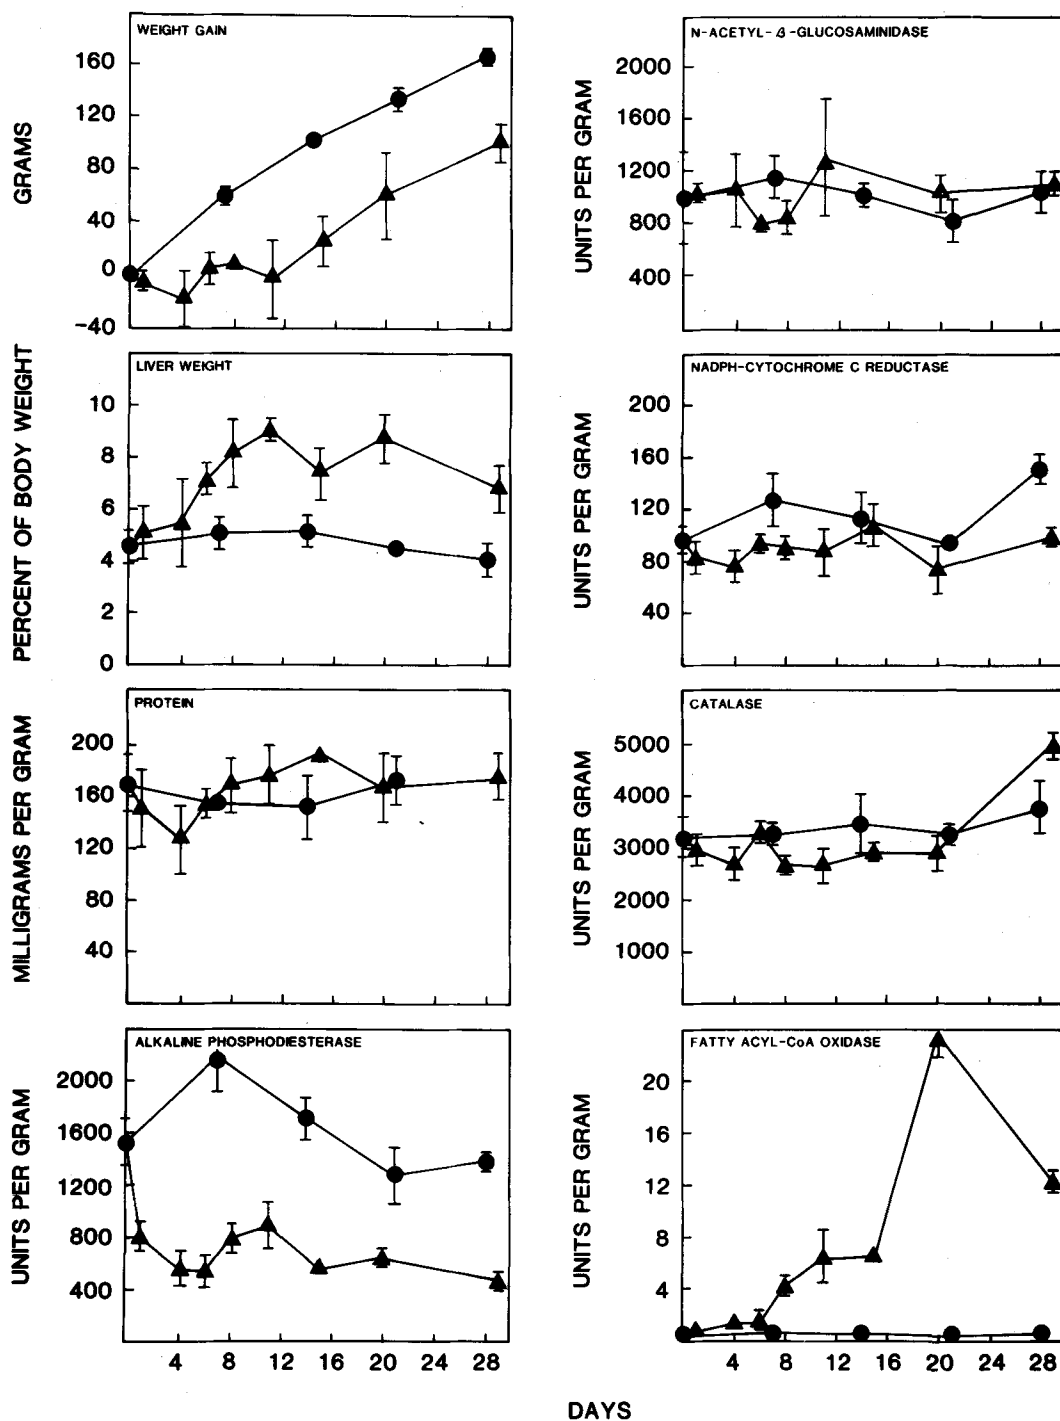 WEIGHT GAIN
GRAMS
160
120
80
40
0
-40
N-ACETYL-β-GLUCOSAMINIDASE
UNITS PER GRAM
2000
1600
1200
800
400
LIVER WEIGHT
PERCENT OF BODY WEIGHT
10
8
6
4
2
0
NADPH-CYTOCHROME C REDUCTASE
UNITS PER GRAM
200
160
120
80
40
PROTEIN
MILLIGRAMS PER GRAM
200
160
120
80
40
CATALASE
UNITS PER GRAM
5000
4000
3000
2000
1000
ALKALINE PHOSPHODIESTERASE
UNITS PER GRAM
2000
1600
1200
800
400
4 8 12 16 20 24 28
FATTY ACYL-CoA OXIDASE
UNITS PER GRAM
20
16
12
8
4
4 8 12 16 20 24 28
DAYS